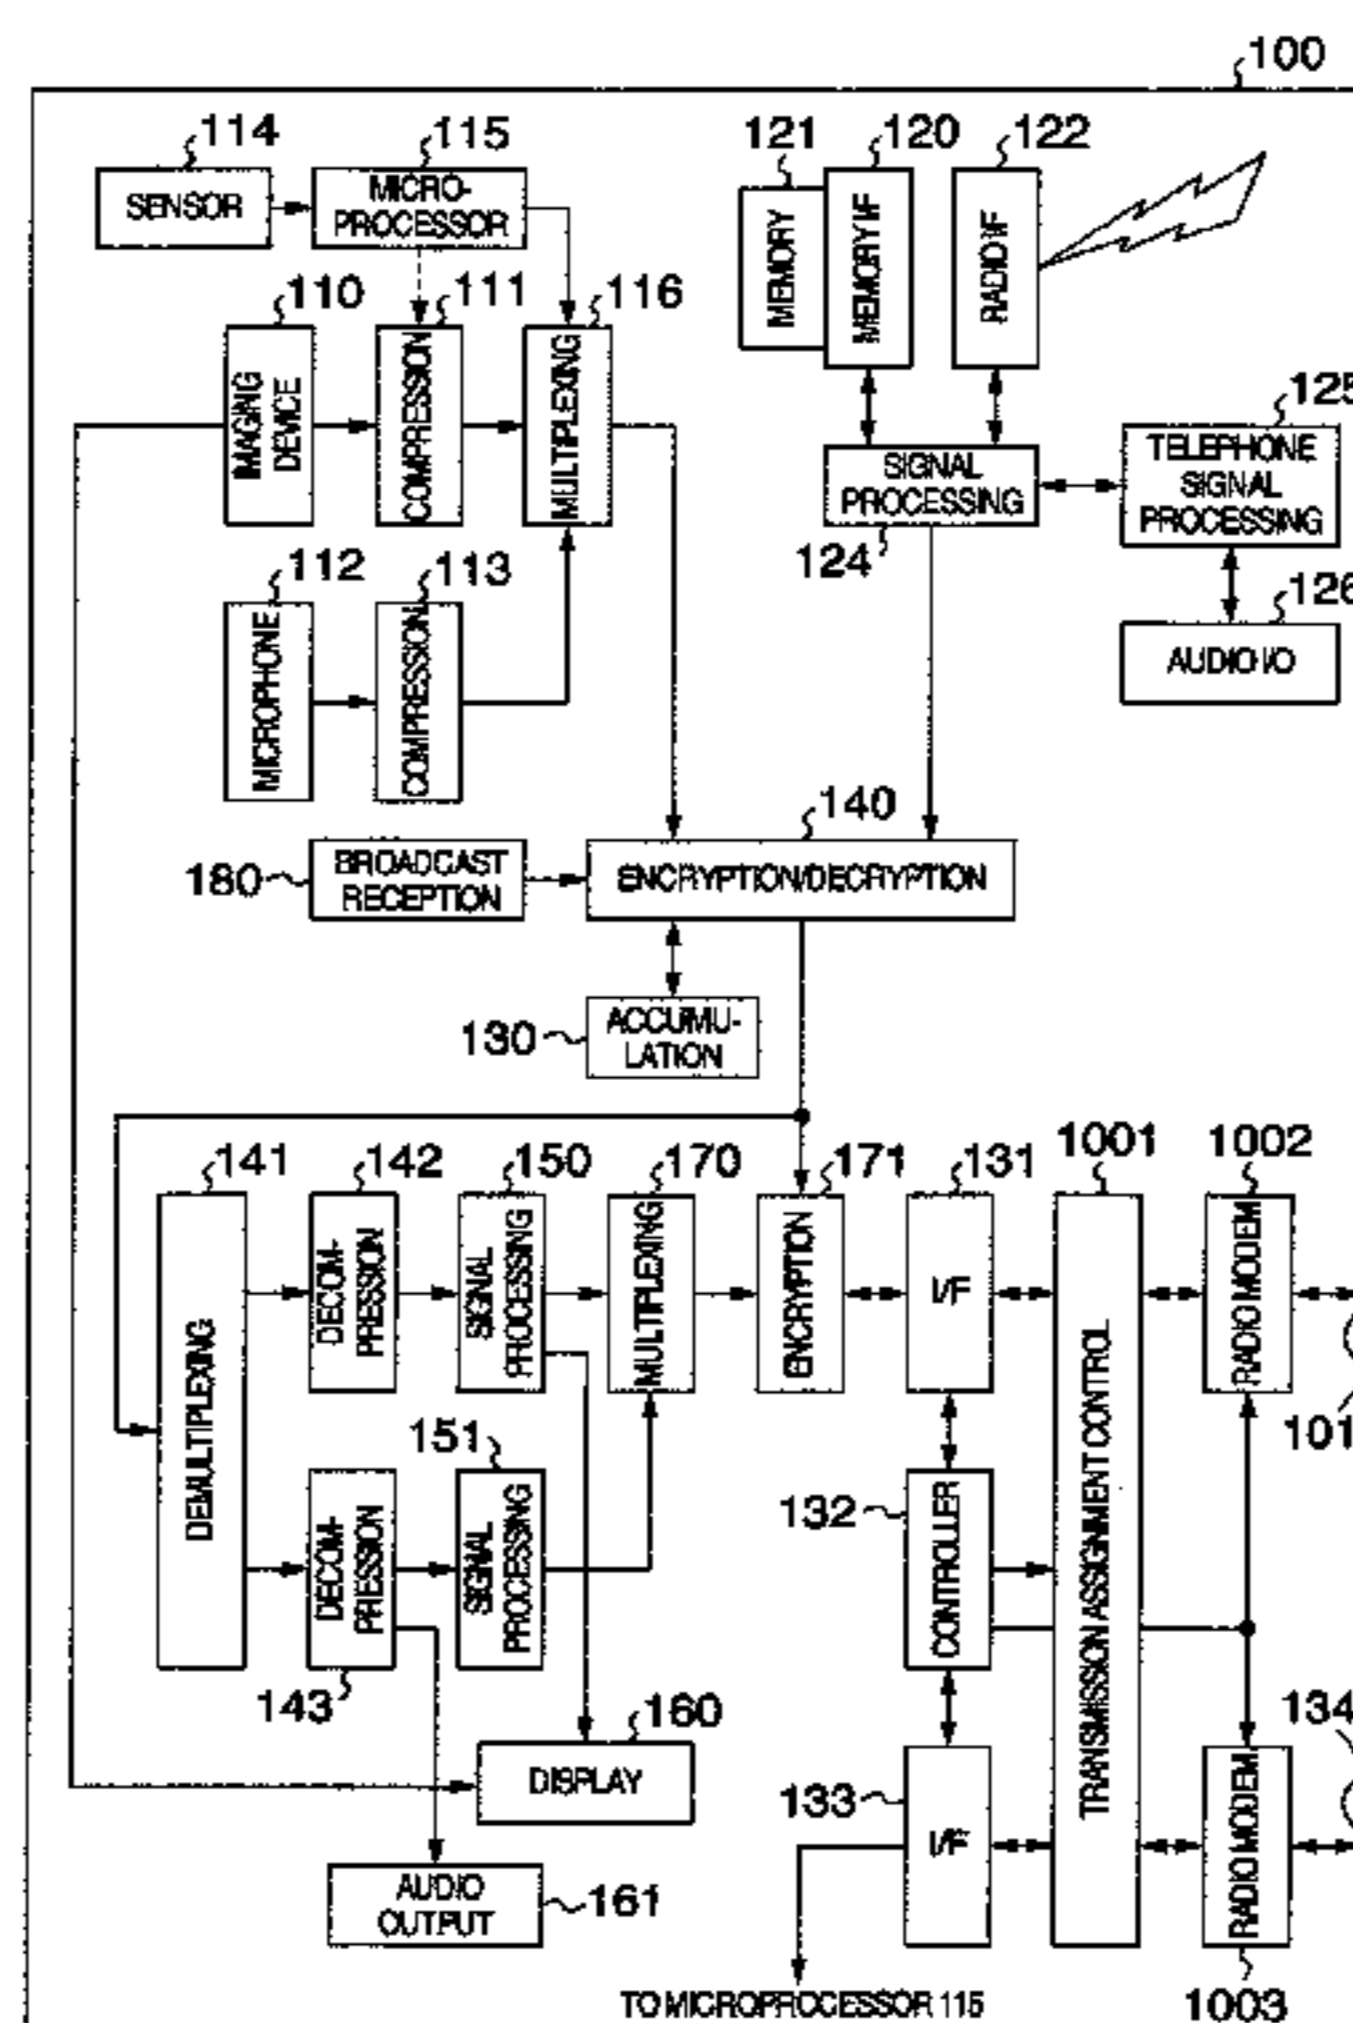 100
114
115
121
120
122
SENSOR
MICRO-
PROCESSOR
MEMORY
MEMORY I/F
RADIO I/F
110
111
116
IMAGING
DEVICE
COMPRESSION
MULTIPLEXING
125
SIGNAL
PROCESSING
TELEPHONE
SIGNAL
PROCESSING
124
112
113
126
MICROPHONE
COMPRESSION
AUDIO I/O
140
180
BROADCAST
RECEPTION
ENCRYPTION/DECRYPTION
130
ACCUMU-
LATION
141
142
150
170
171
131
1001
1002
DEMULTIPLEXING
DECOM-
PRESSION
SIGNAL
PROCESSING
MULTIPLEXING
ENCRYPTION
I/F
TRANSMISSION ASSIGNMENT CONTROL
RADIO MODEM
101
151
DECOM-
PRESSION
SIGNAL
PROCESSING
132
CONTROLLER
143
160
134
DISPLAY
133
I/F
RADIO MODEM
AUDIO
OUTPUT
161
TO MICROPROCESSOR 115
1003